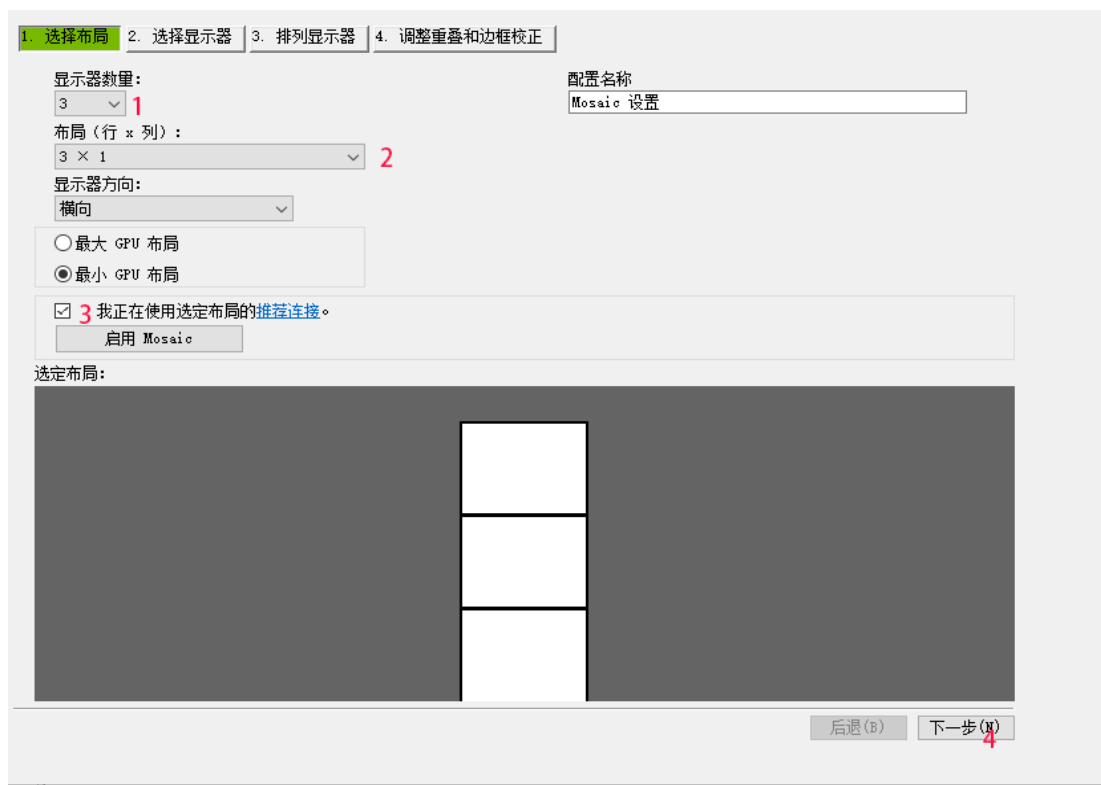 1. 选择布局 2. 选择显示器 3. 排列显示器 4. 调整重叠和边框校正
显示器数量:
配置名称
3 1
Mosaic 设置
布局(行 x 列):
3 × 1 2
显示器方向:
横向
最大 GPU 布局
最小 GPU 布局
3 我正在使用选定布局的推荐连接。
启用 Mosaic
选定布局:
后退(B) 下一步(N)
4